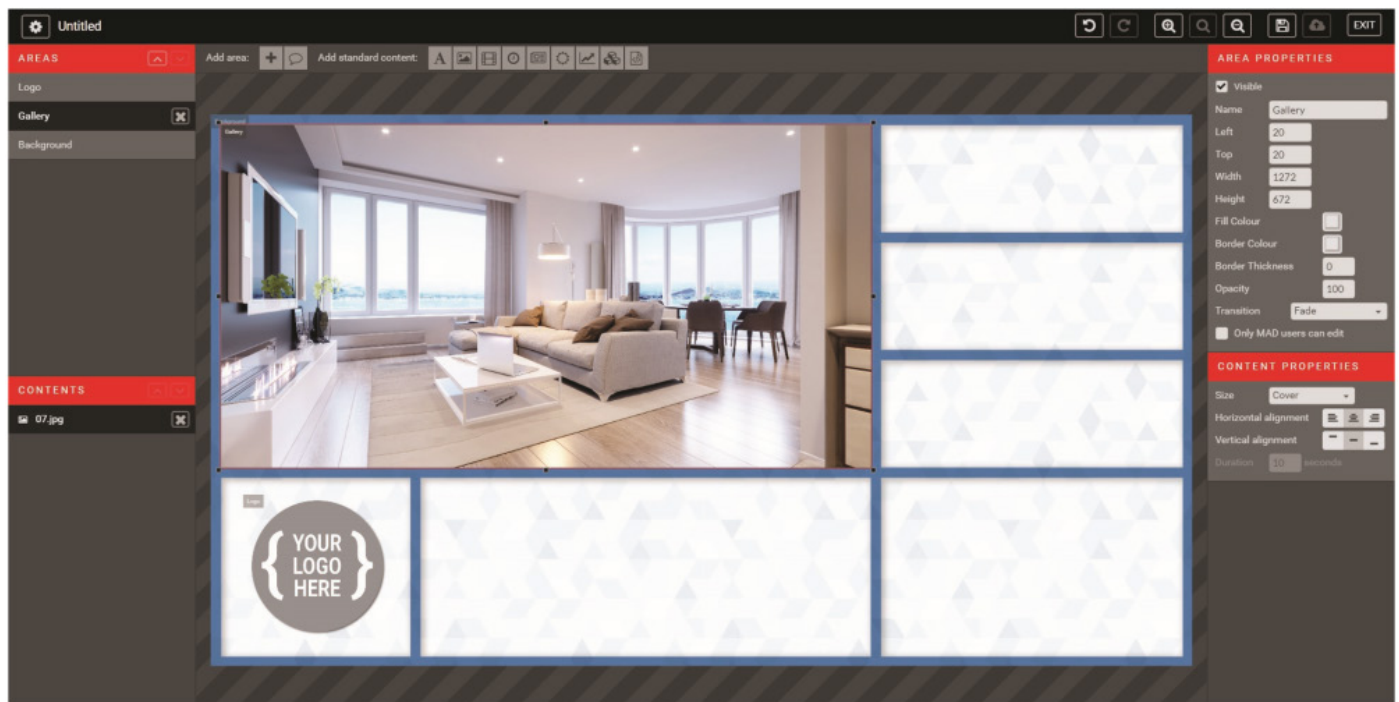 Untitled
EXIT
AREAS
Logo
Gallery
Background
CONTENTS
07.jpg
Add area:
Add standard content:
A
Background
Gallery
Logo
{ YOUR
LOGO
HERE }
AREA PROPERTIES
Visible
Name Gallery
Left 20
Top 20
Width 1272
Height 672
Fill Colour
Border Colour
Border Thickness 0
Opacity 100
Transition Fade
Only MAD users can edit
CONTENT PROPERTIES
Size Cover
Horizontal alignment
Vertical alignment
Duration 10 seconds